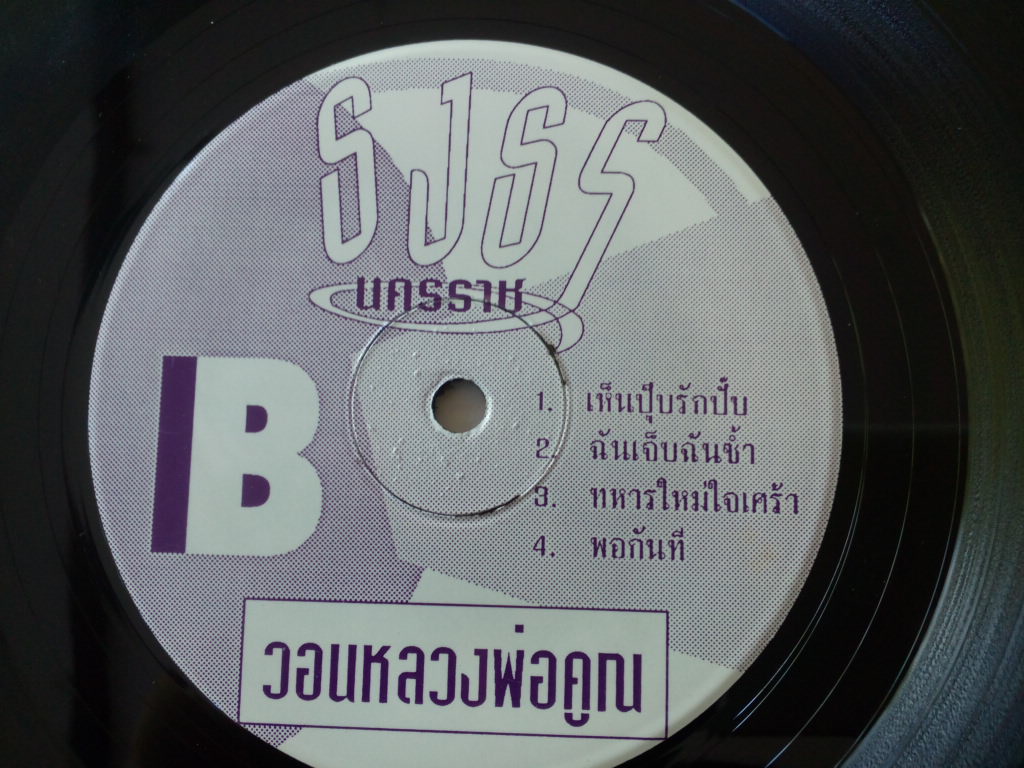 รจรร
นครราช
B
1. เห็นปุ๊บรักปั๊บ
2. ฉันเจ็บฉันช้ำ
3. ทหารใหม่ใจเศร้า
4. พอกันที
วอนหลวงพ่อคูณ